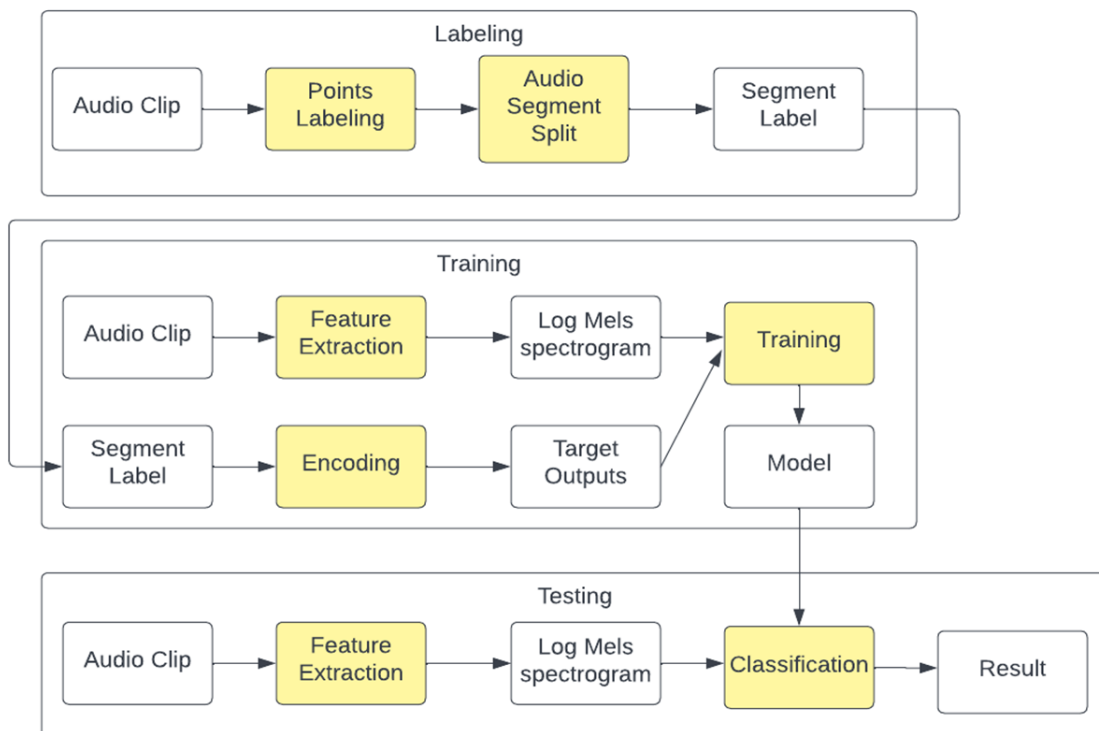 Labeling
Audio Clip
Points
Labeling
Audio
Segment
Split
Segment
Label
Training
Audio Clip
Feature
Extraction
Log Mels
spectrogram
Training
Segment
Label
Encoding
Target
Outputs
Model
Testing
Audio Clip
Feature
Extraction
Log Mels
spectrogram
Classification
Result